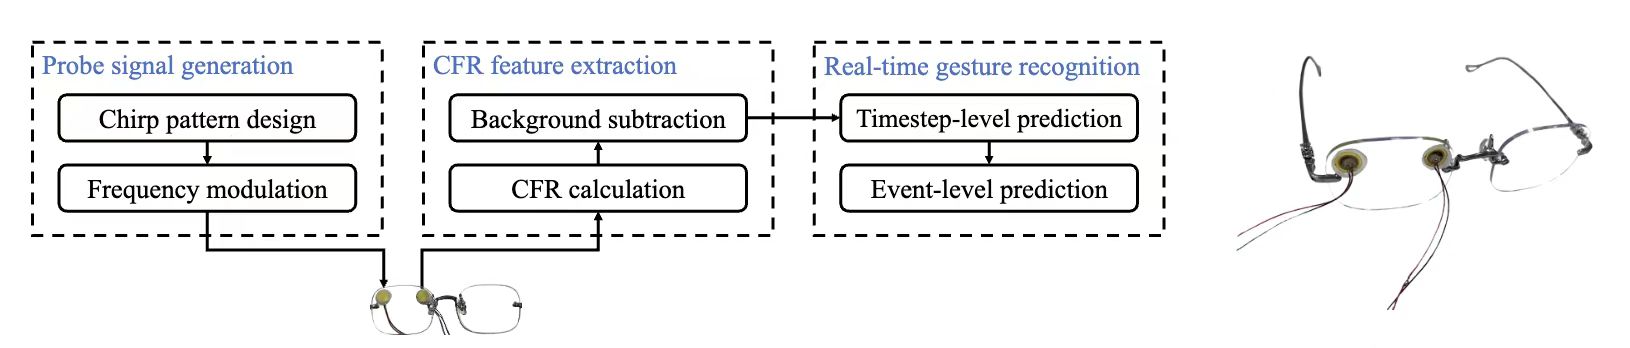 Probe signal generation
Chirp pattern design
Frequency modulation
CFR feature extraction
Background subtraction
CFR calculation
Real-time gesture recognition
Timestep-level prediction
Event-level prediction